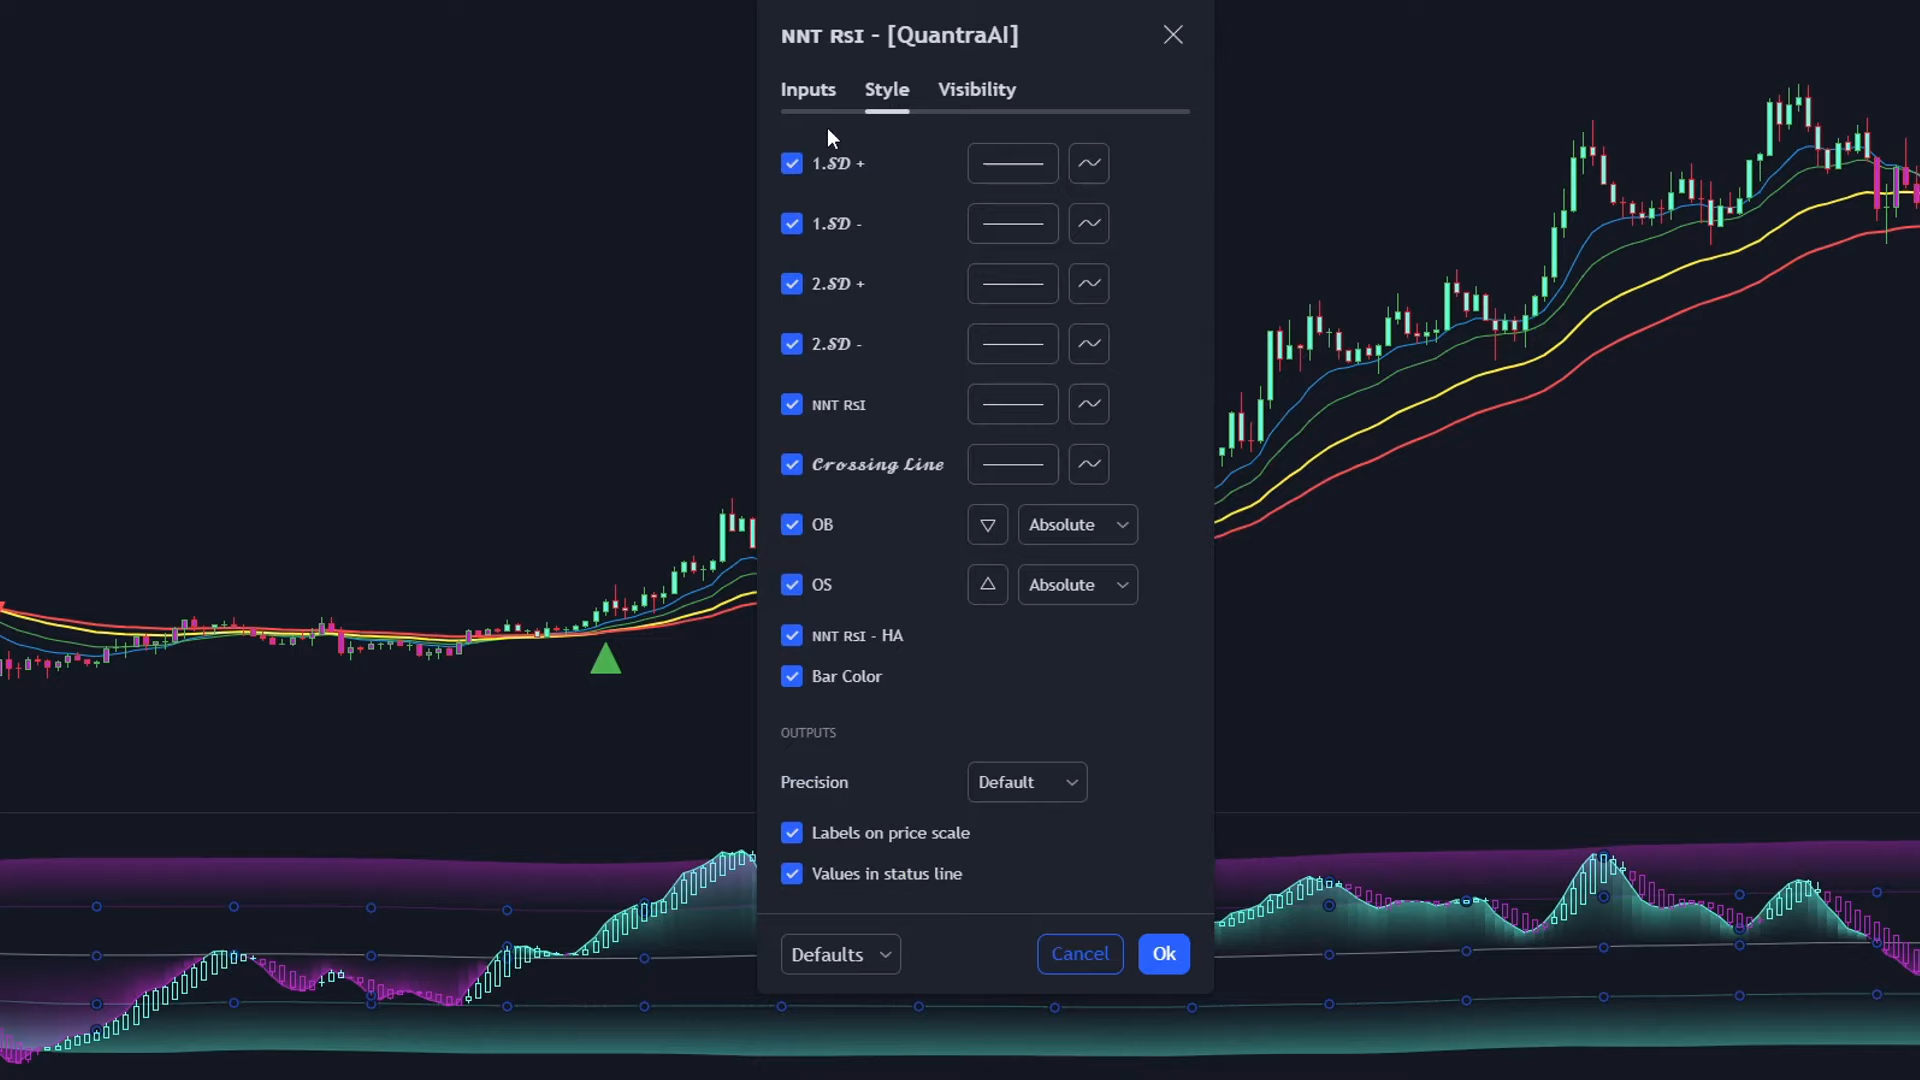 NNT RSI - [QuantraAI]
Inputs Style Visibility
1.𝓢𝓓 +
1.𝓢𝓓 -
2.𝓢𝓓 +
2.𝓢𝓓 -
NNT RSI
𝓒𝓻𝓸𝓼𝓼𝓲𝓷𝓰 𝓛𝓲𝓷𝓮
OB Absolute
OS Absolute
NNT RSI - HA
Bar Color
OUTPUTS
Precision Default
Labels on price scale
Values in status line
Defaults Cancel Ok